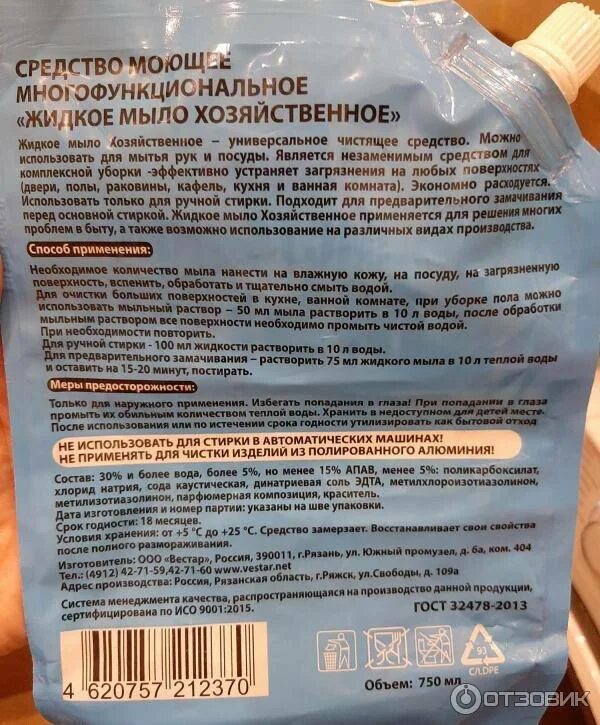 СРЕДСТВО МОЮЩЕЕ
МНОГОФУНКЦИОНАЛЬНОЕ
«ЖИДКОЕ МЫЛО ХОЗЯЙСТВЕННОЕ»
Жидкое мыло Хозяйственное – универсальное чистящее средство. Можно
использовать для мытья рук и посуды. Является незаменимым средством для
комплексной уборки -эффективно устраняет загрязнения на любых поверхностях
(двери, полы, раковины, кафель, кухня и ванная комната). Экономно расходуется.
Использовать только для ручной стирки. Подходит для предварительного замачивания
перед основной стиркой. Жидкое мыло Хозяйственное применяется для решения многих
проблем в быту, а также возможно использование на различных видах производства.
Способ применения:
Необходимое количество мыла нанести на влажную кожу, на посуду, на загрязненную
поверхность, вспенить, обработать и тщательно смыть водой.
Для очистки больших поверхностей в кухне, ванной комнате, при уборке пола можно
использовать мыльный раствор – 50 мл мыла растворить в 10 л воды, после обработки
мыльным раствором все поверхности необходимо промыть чистой водой.
При необходимости повторить.
Для ручной стирки - 100 мл жидкости растворить в 10 л воды.
Для предварительного замачивания – растворить 75 мл жидкого мыла в 10 л теплой воды
и оставить на 15-20 минут, постирать.
Меры предосторожности:
Только для наружного применения. Избегать попадания в глаза! При попадании в глаза
промыть их обильным количеством теплой воды. Хранить в недоступном для детей месте.
После использования или по истечении срока годности утилизировать как бытовой отход
НЕ ИСПОЛЬЗОВАТЬ ДЛЯ СТИРКИ В АВТОМАТИЧЕСКИХ МАШИНАХ!
НЕ ПРИМЕНЯТЬ ДЛЯ ЧИСТКИ ИЗДЕЛИЙ ИЗ ПОЛИРОВАННОГО АЛЮМИНИЯ!
Состав: 30% и более вода, более 5%, но менее 15% АПАВ, менее 5%: поликарбоксилат,
хлорид натрия, сода каустическая, динатриевая соль ЭДТА, метилхлороизотиазолинон,
метилизотиазолинон, парфюмерная композиция, краситель.
Дата изготовления и номер партии: указаны на шве упаковки.
Срок годности: 18 месяцев.
Условия хранения: от +5 °С до +25 °С. Средство замерзает. Восстанавливает свои свойства
после полного размораживания.
Изготовитель: ООО «Вестар», Россия, 390011, г.Рязань, ул. Южный промузел, д. 6а, ком. 404
Тел.: (4912) 42-71-59,42-71-60 www.vestar.net
Адрес производства: Россия, Рязанская область, г.Ряжск, ул.Свободы, д. 109а
Система менеджмента качества, распространяющаяся на производство данной продукции,
сертифицирована по ИСО 9001:2015.
ГОСТ 32478-2013
4 620757 212370
93
C/LDPE
Объем: 750 мл
ОТЗОВИК